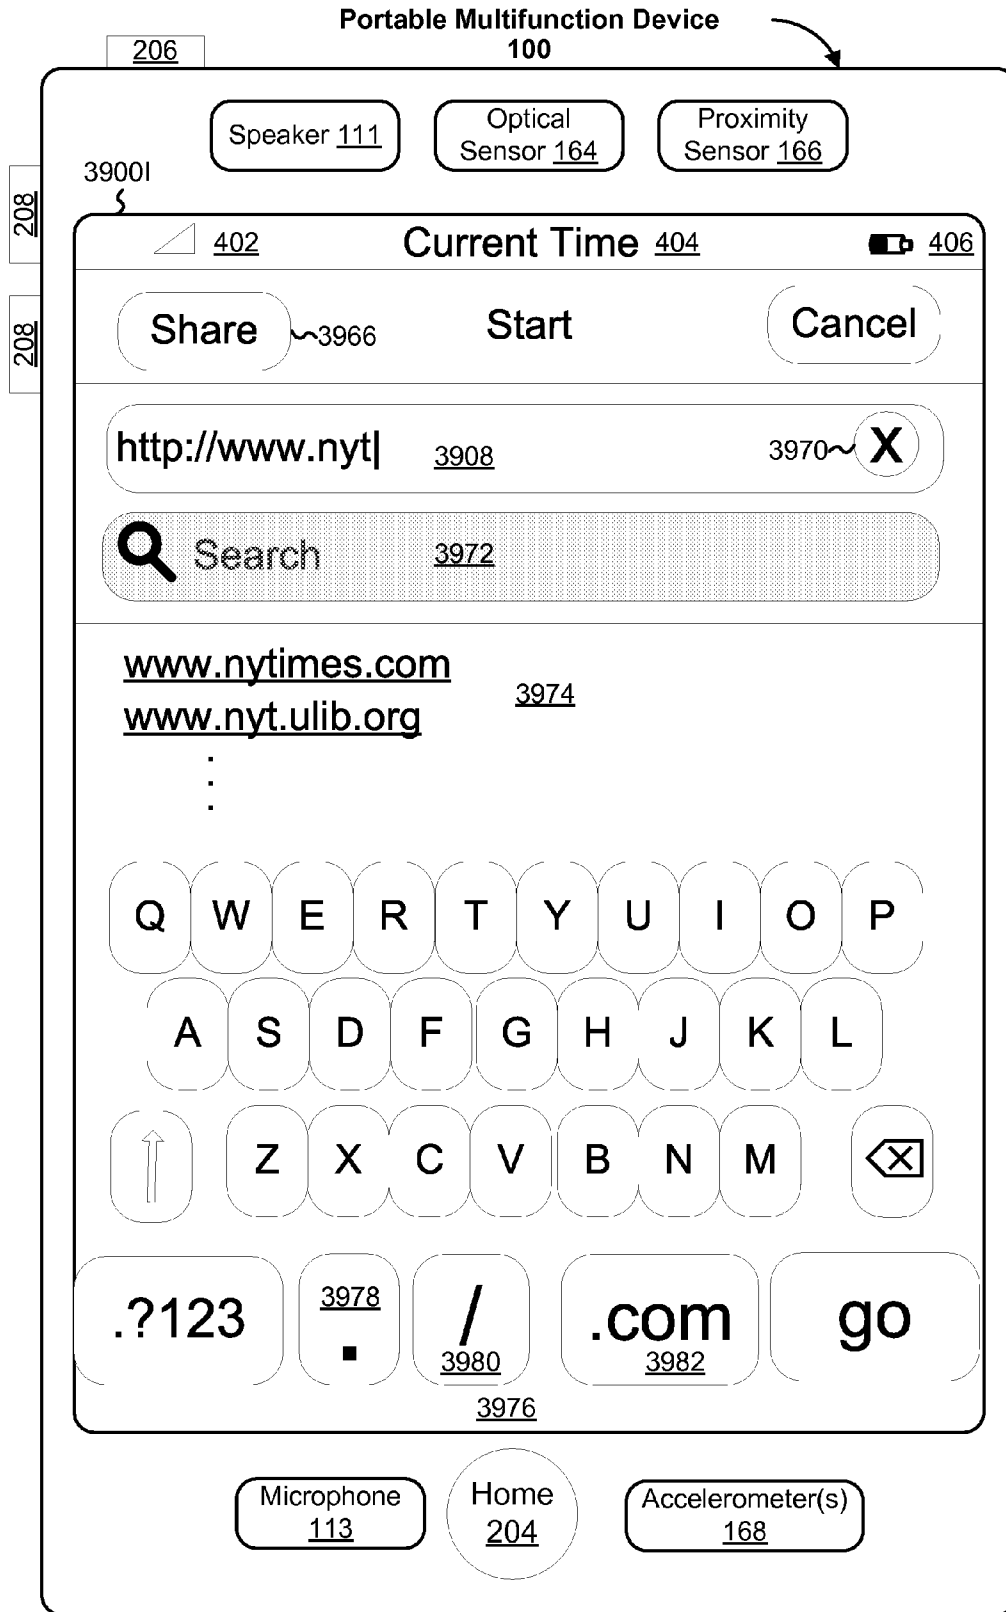 Portable Multifunction Device
100
206
Speaker 111
Optical
Sensor 164
Proximity
Sensor 166
3900I
208
402
Current Time 404
406
208
Share
3966
Start
Cancel
http://www.nyt
3908
3970
X
Search
3972
www.nytimes.com
3974
www.nyt.ulib.org
Q W E R T Y U I O P
A S D F G H J K L
Z X C V B N M
.?123
3978
.
/
3980
.com
3982
go
3976
Microphone
113
Home
204
Accelerometer(s)
168